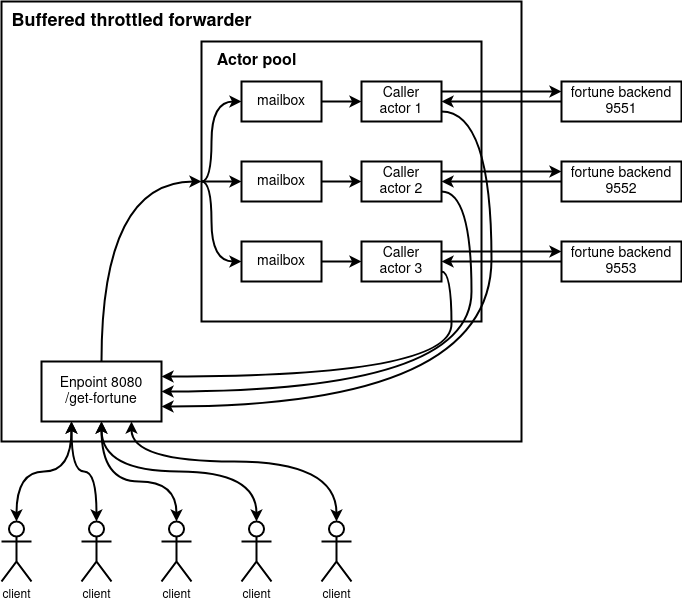 Buffered throttled forwarder
Actor pool
mailbox
Caller
actor 1
fortune backend
9551
mailbox
Caller
actor 2
fortune backend
9552
mailbox
Caller
actor 3
fortune backend
9553
Enpoint 8080
/get-fortune
client
client
client
client
client